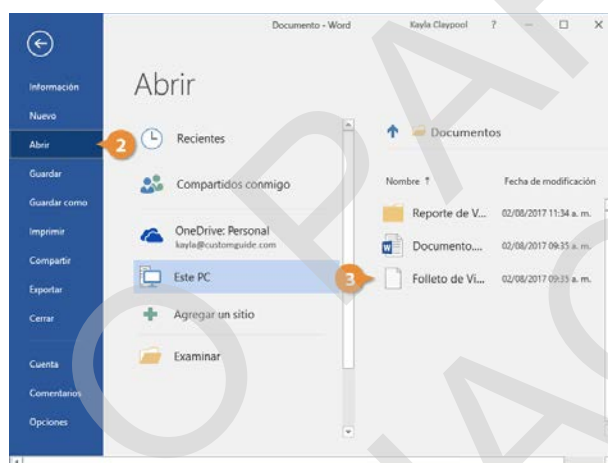 Documento - Word
Kayla Claypool
?
Información
Nuevo
Abrir
Guardar
Guardar como
Imprimir
Compartir
Exportar
Cerrar
Cuenta
Comentarios
Opciones
Abrir
2
Recientes
Compartidos conmigo
OneDrive: Personal
kayla@customguide.com
Este PC
Agregar un sitio
Examinar
Documentos
Nombre ↑ Fecha de modificación
Reporte de V... 02/08/2017 11:34 a. m.
Documento.... 02/08/2017 09:35 a. m.
3
Folleto de Vi... 02/08/2017 09:35 a. m.